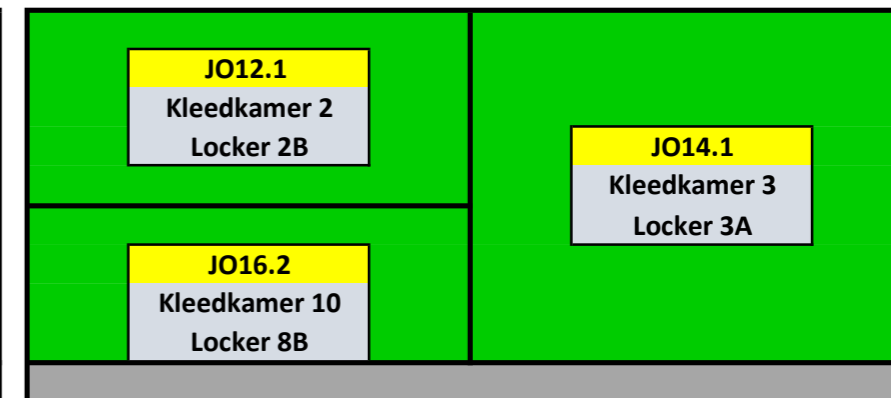 JO12.1
Kleedkamer 2
Locker 2B
JO14.1
Kleedkamer 3
Locker 3A
JO16.2
Kleedkamer 10
Locker 8B